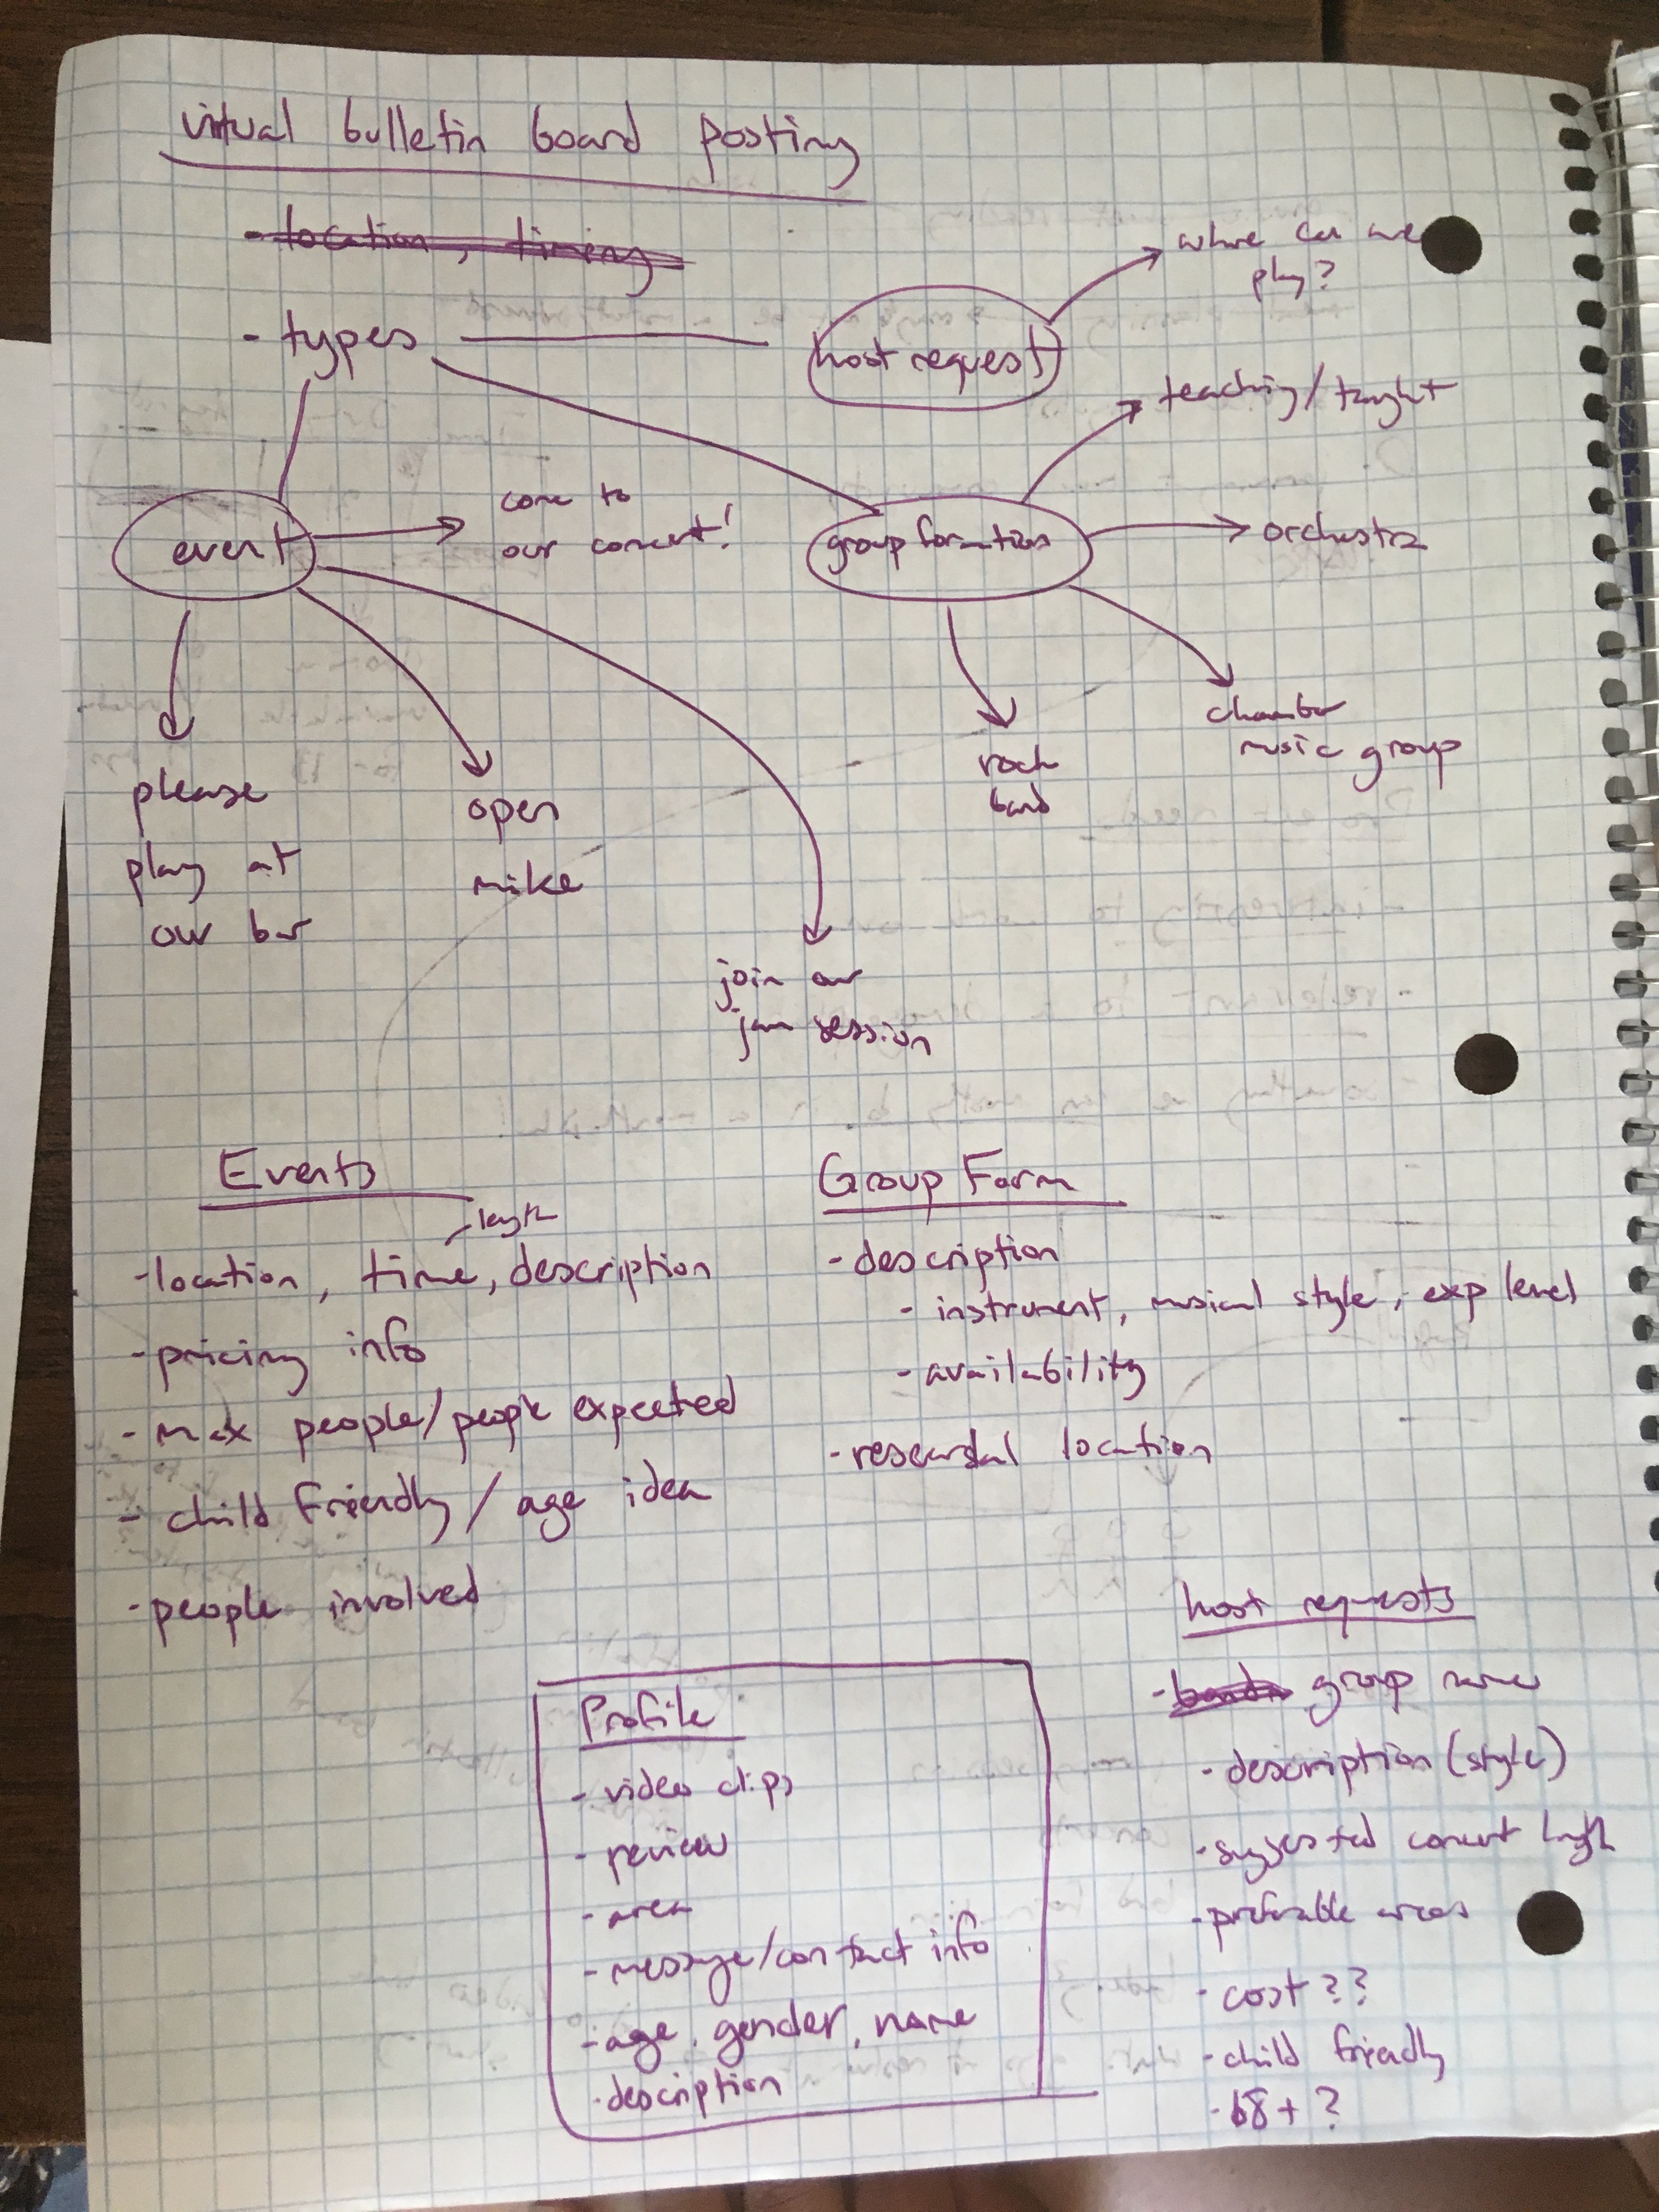 virtual bulletin board posting
- location, timing
- types
host request
where can we
play?
teaching/taught
event
come to
our concert!
group formation
orchestra
please
play at
our bar
open
mike
join our
jam session
rock
band
chamber
music group
Events
length
- location, time, description
- pricing info
- max people/people expected
- child friendly / age idea
- people involved
Group Form
- description
- instrument, musical style, exp level
- availability
- researsal location
Profile
- video clips
- review
- area
- message/contact info
- age, gender, name
- description
host requests
- group name
- description (style)
- suggested concert length
- preferable areas
- cost ??
- child friendly
- 18+ ?